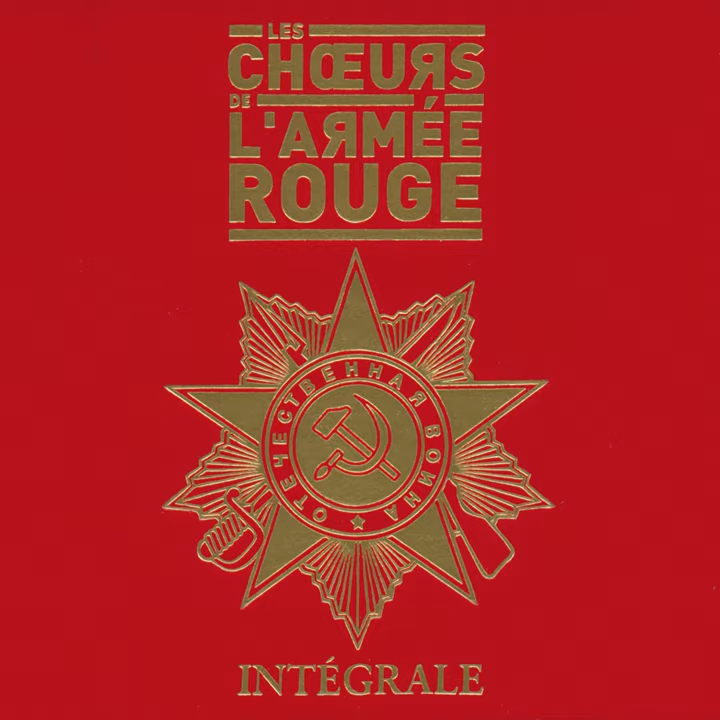 LES
CHŒUЯS
DE
L'AЯMÉE
ROUGE
ОТЕЧЕСТВЕННАЯ ВОЙНА
INTÉGRALE